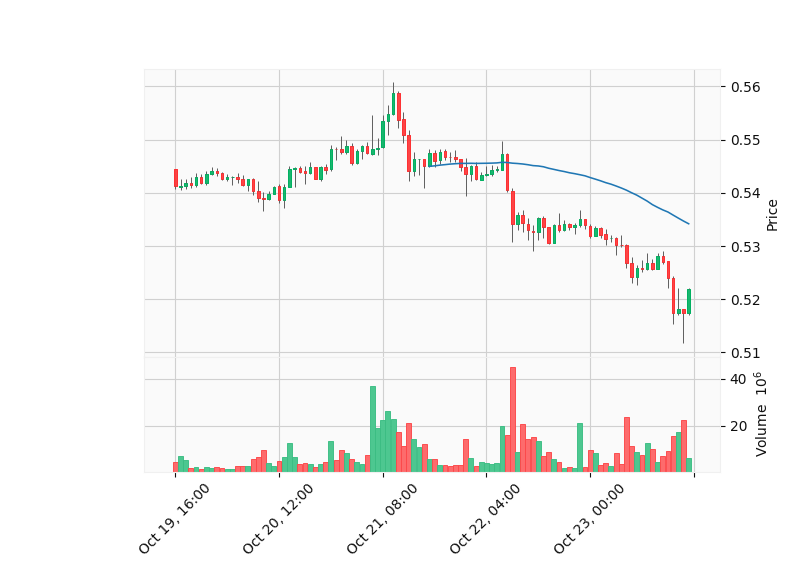 0.56
0.55
0.54
0.53
0.52
0.51
Price
40
20
Volume 10^6
Oct 19, 16:00
Oct 20, 12:00
Oct 21, 08:00
Oct 22, 04:00
Oct 23, 00:00